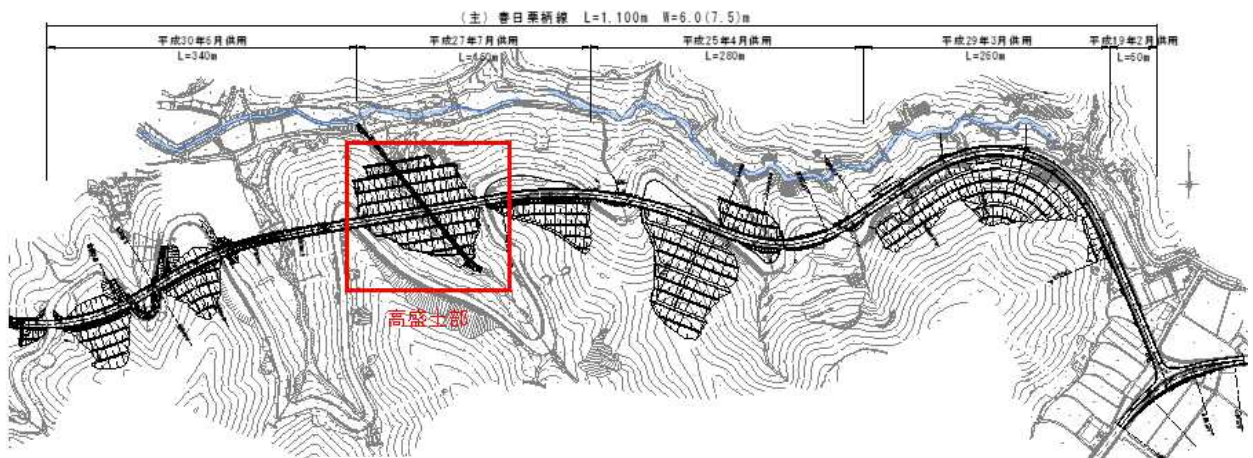 (主) 春日栗柄線 L=1,100m W=6.0(7.5)m
平成30年6月供用
L=340m
平成27年7月供用
L=160m
平成25年4月供用
L=280m
平成29年3月供用
L=260m
平成19年2月供用
L=60m
高盛土部